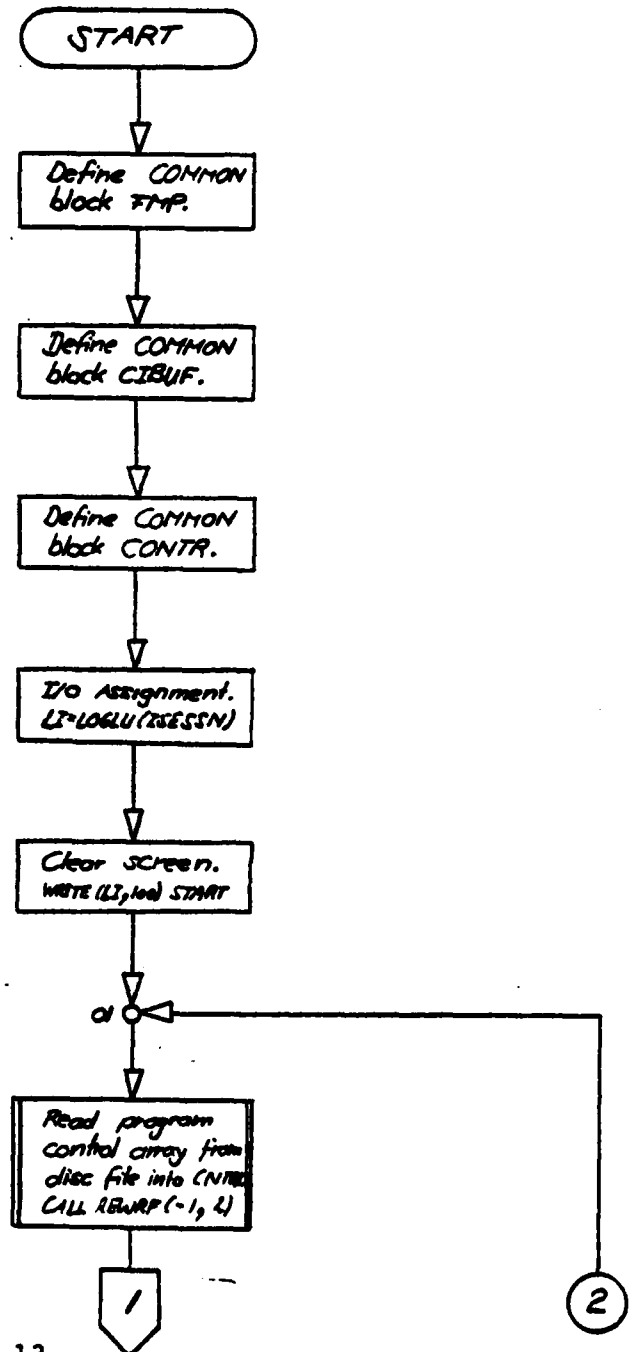 START
Define COMMON
block FMP.
Define COMMON
block CIBUF.
Define COMMON
block CONTR.
I/O Assignment.
LI=LOGLU(ISESSN)
Clear screen.
WRITE (LI,100) START
01
Read program
control array from
disc file into
CALL REWRF (-1, 2)
1
2
13